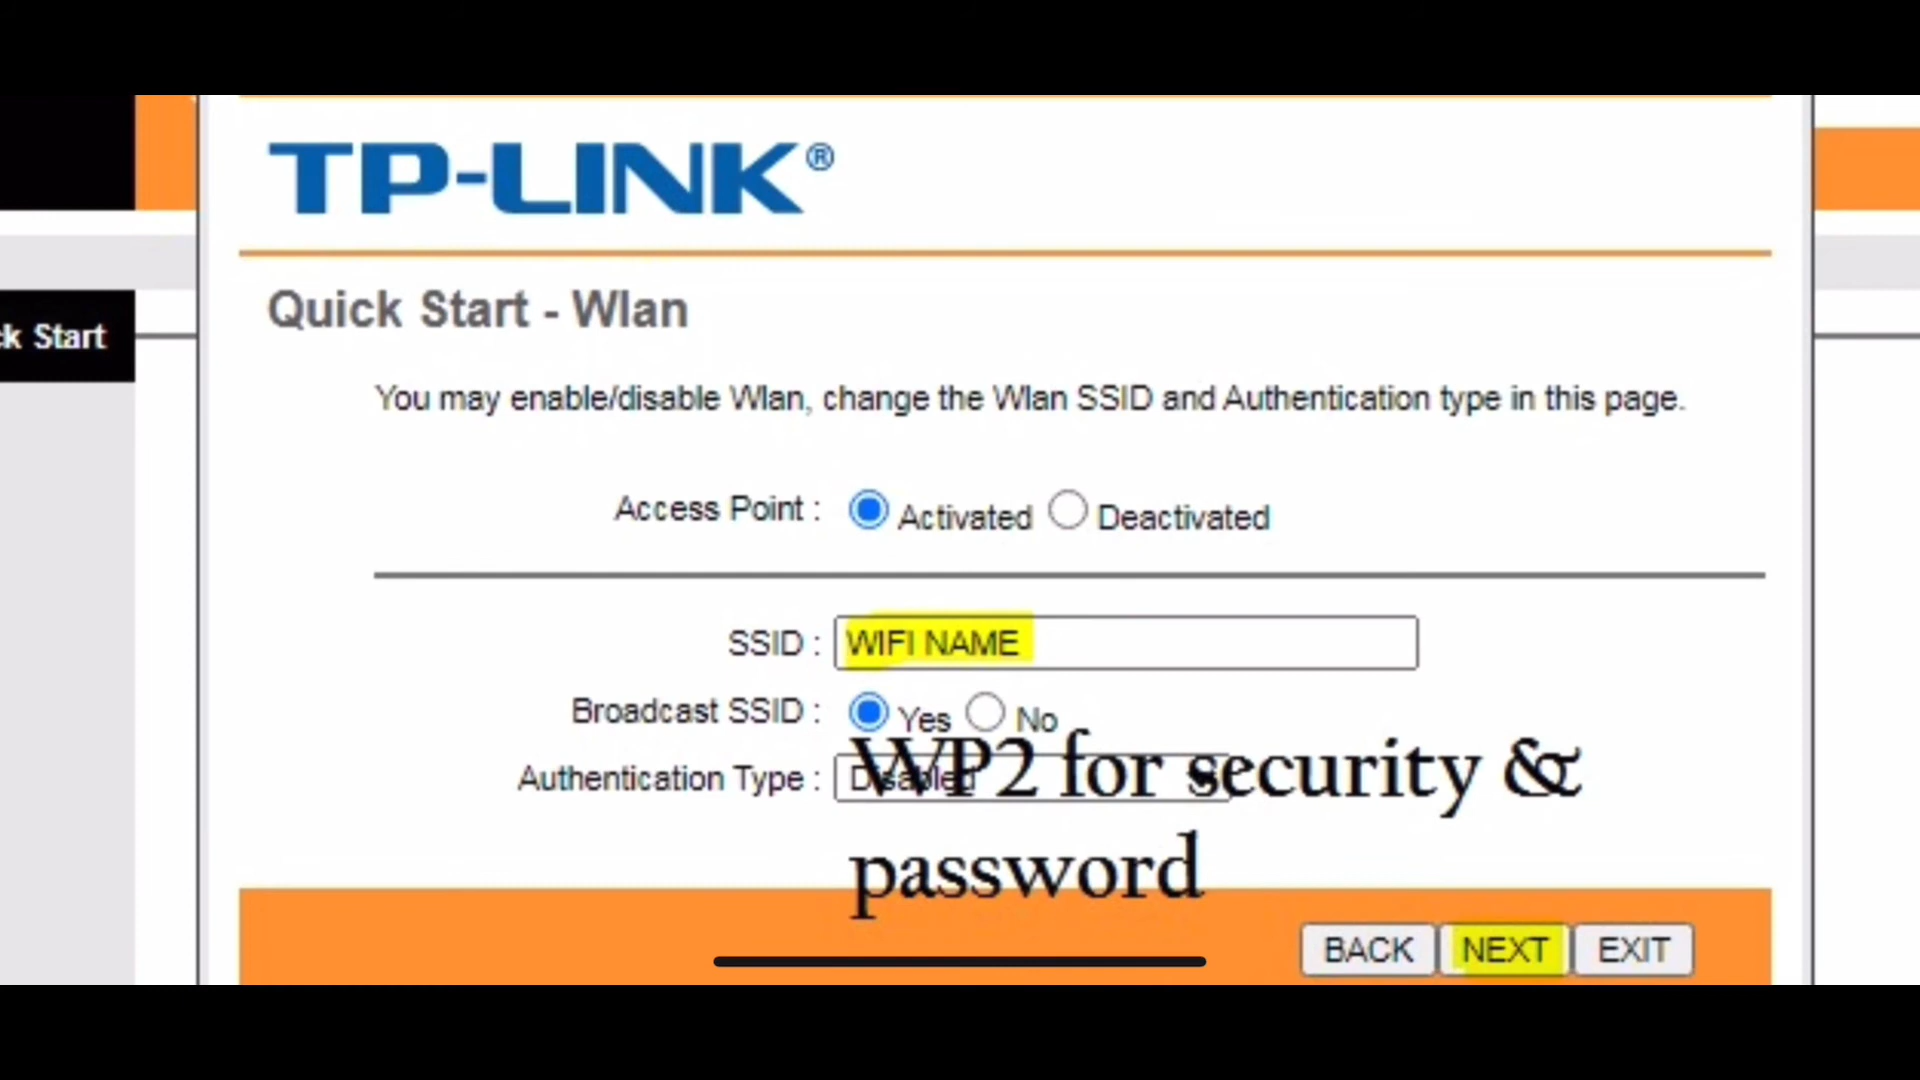 TP-LINK®
Quick Start - Wlan
ck Start
You may enable/disable Wlan, change the Wlan SSID and Authentication type in this page.
Access Point : Activated Deactivated
SSID : WIFI NAME
Broadcast SSID : Yes No
Authentication Type : Disabled
WP2 for security &
password
BACK NEXT EXIT